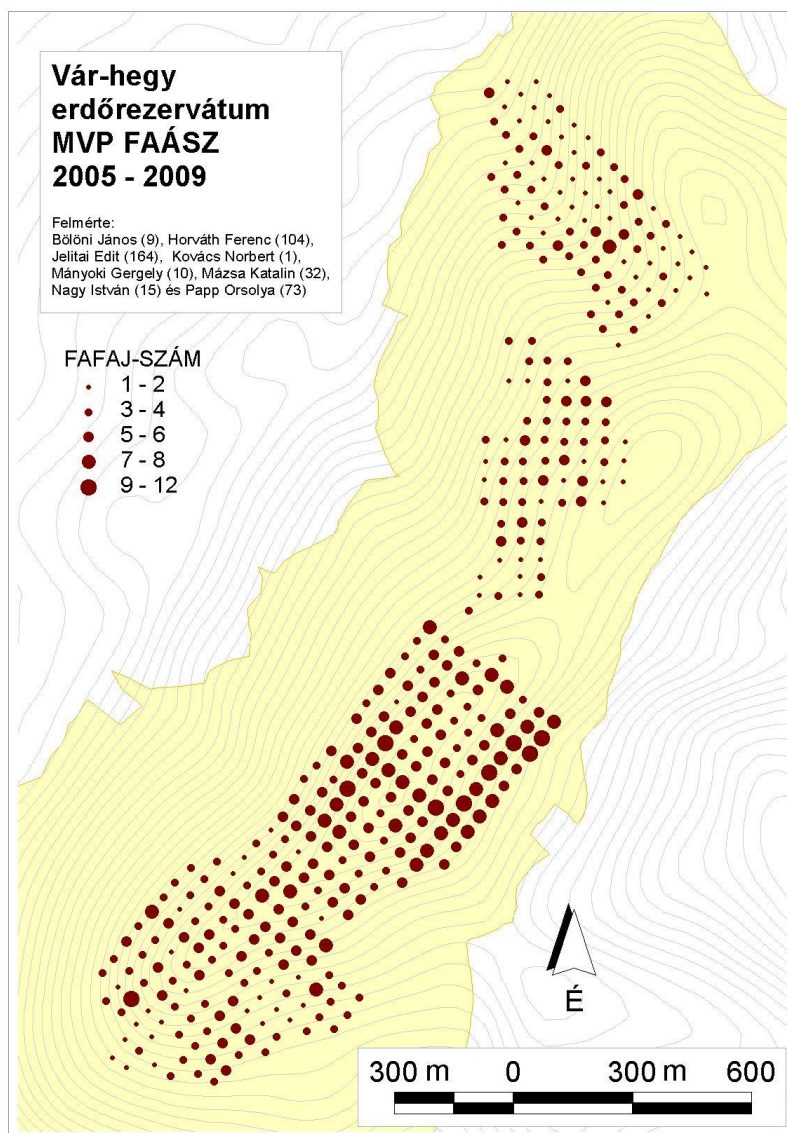 Vár-hegy
erdőrezervátum
MVP FAÁSZ
2005 - 2009
Felmérte:
Bölöni János (9), Horváth Ferenc (104),
Jelitai Edit (164), Kovács Norbert (1),
Mányoki Gergely (10), Mázsa Katalin (32),
Nagy István (15) és Papp Orsolya (73)
FAFAJ-SZÁM
1 - 2
3 - 4
5 - 6
7 - 8
9 - 12
É
300 m 0 300 m 600